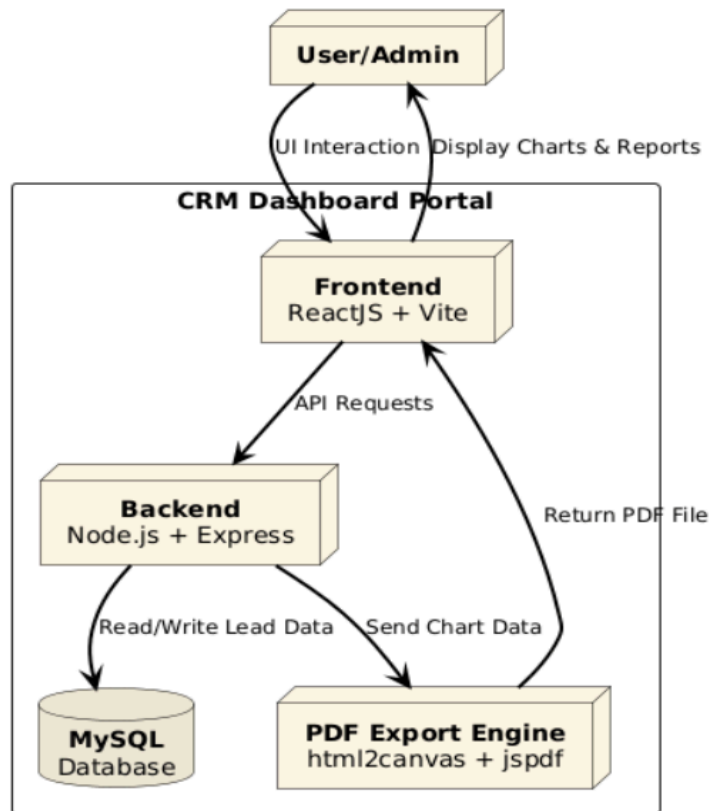 User/Admin
UI Interaction
Display Charts & Reports
CRM Dashboard Portal
Frontend
ReactJS + Vite
API Requests
Backend
Node.js + Express
Return PDF File
Read/Write Lead Data
Send Chart Data
MySQL
Database
PDF Export Engine
html2canvas + jspdf